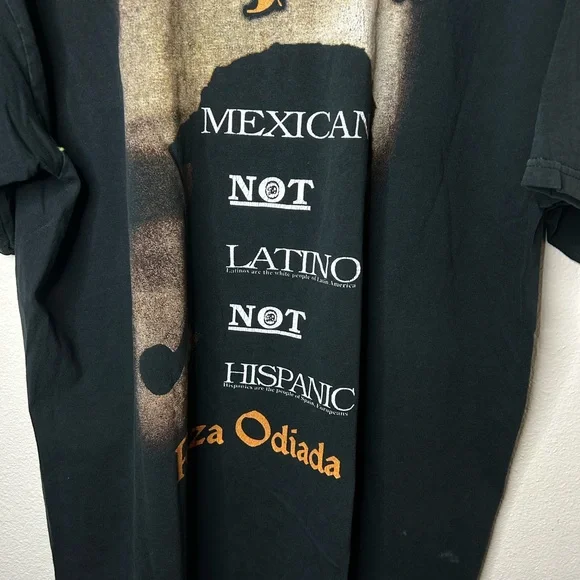 MEXICAN
NOT
LATINO
Latinos are the white people of Latin America
NOT
HISPANIC
Hispanics are the people of Spain, Europeans
Odiada